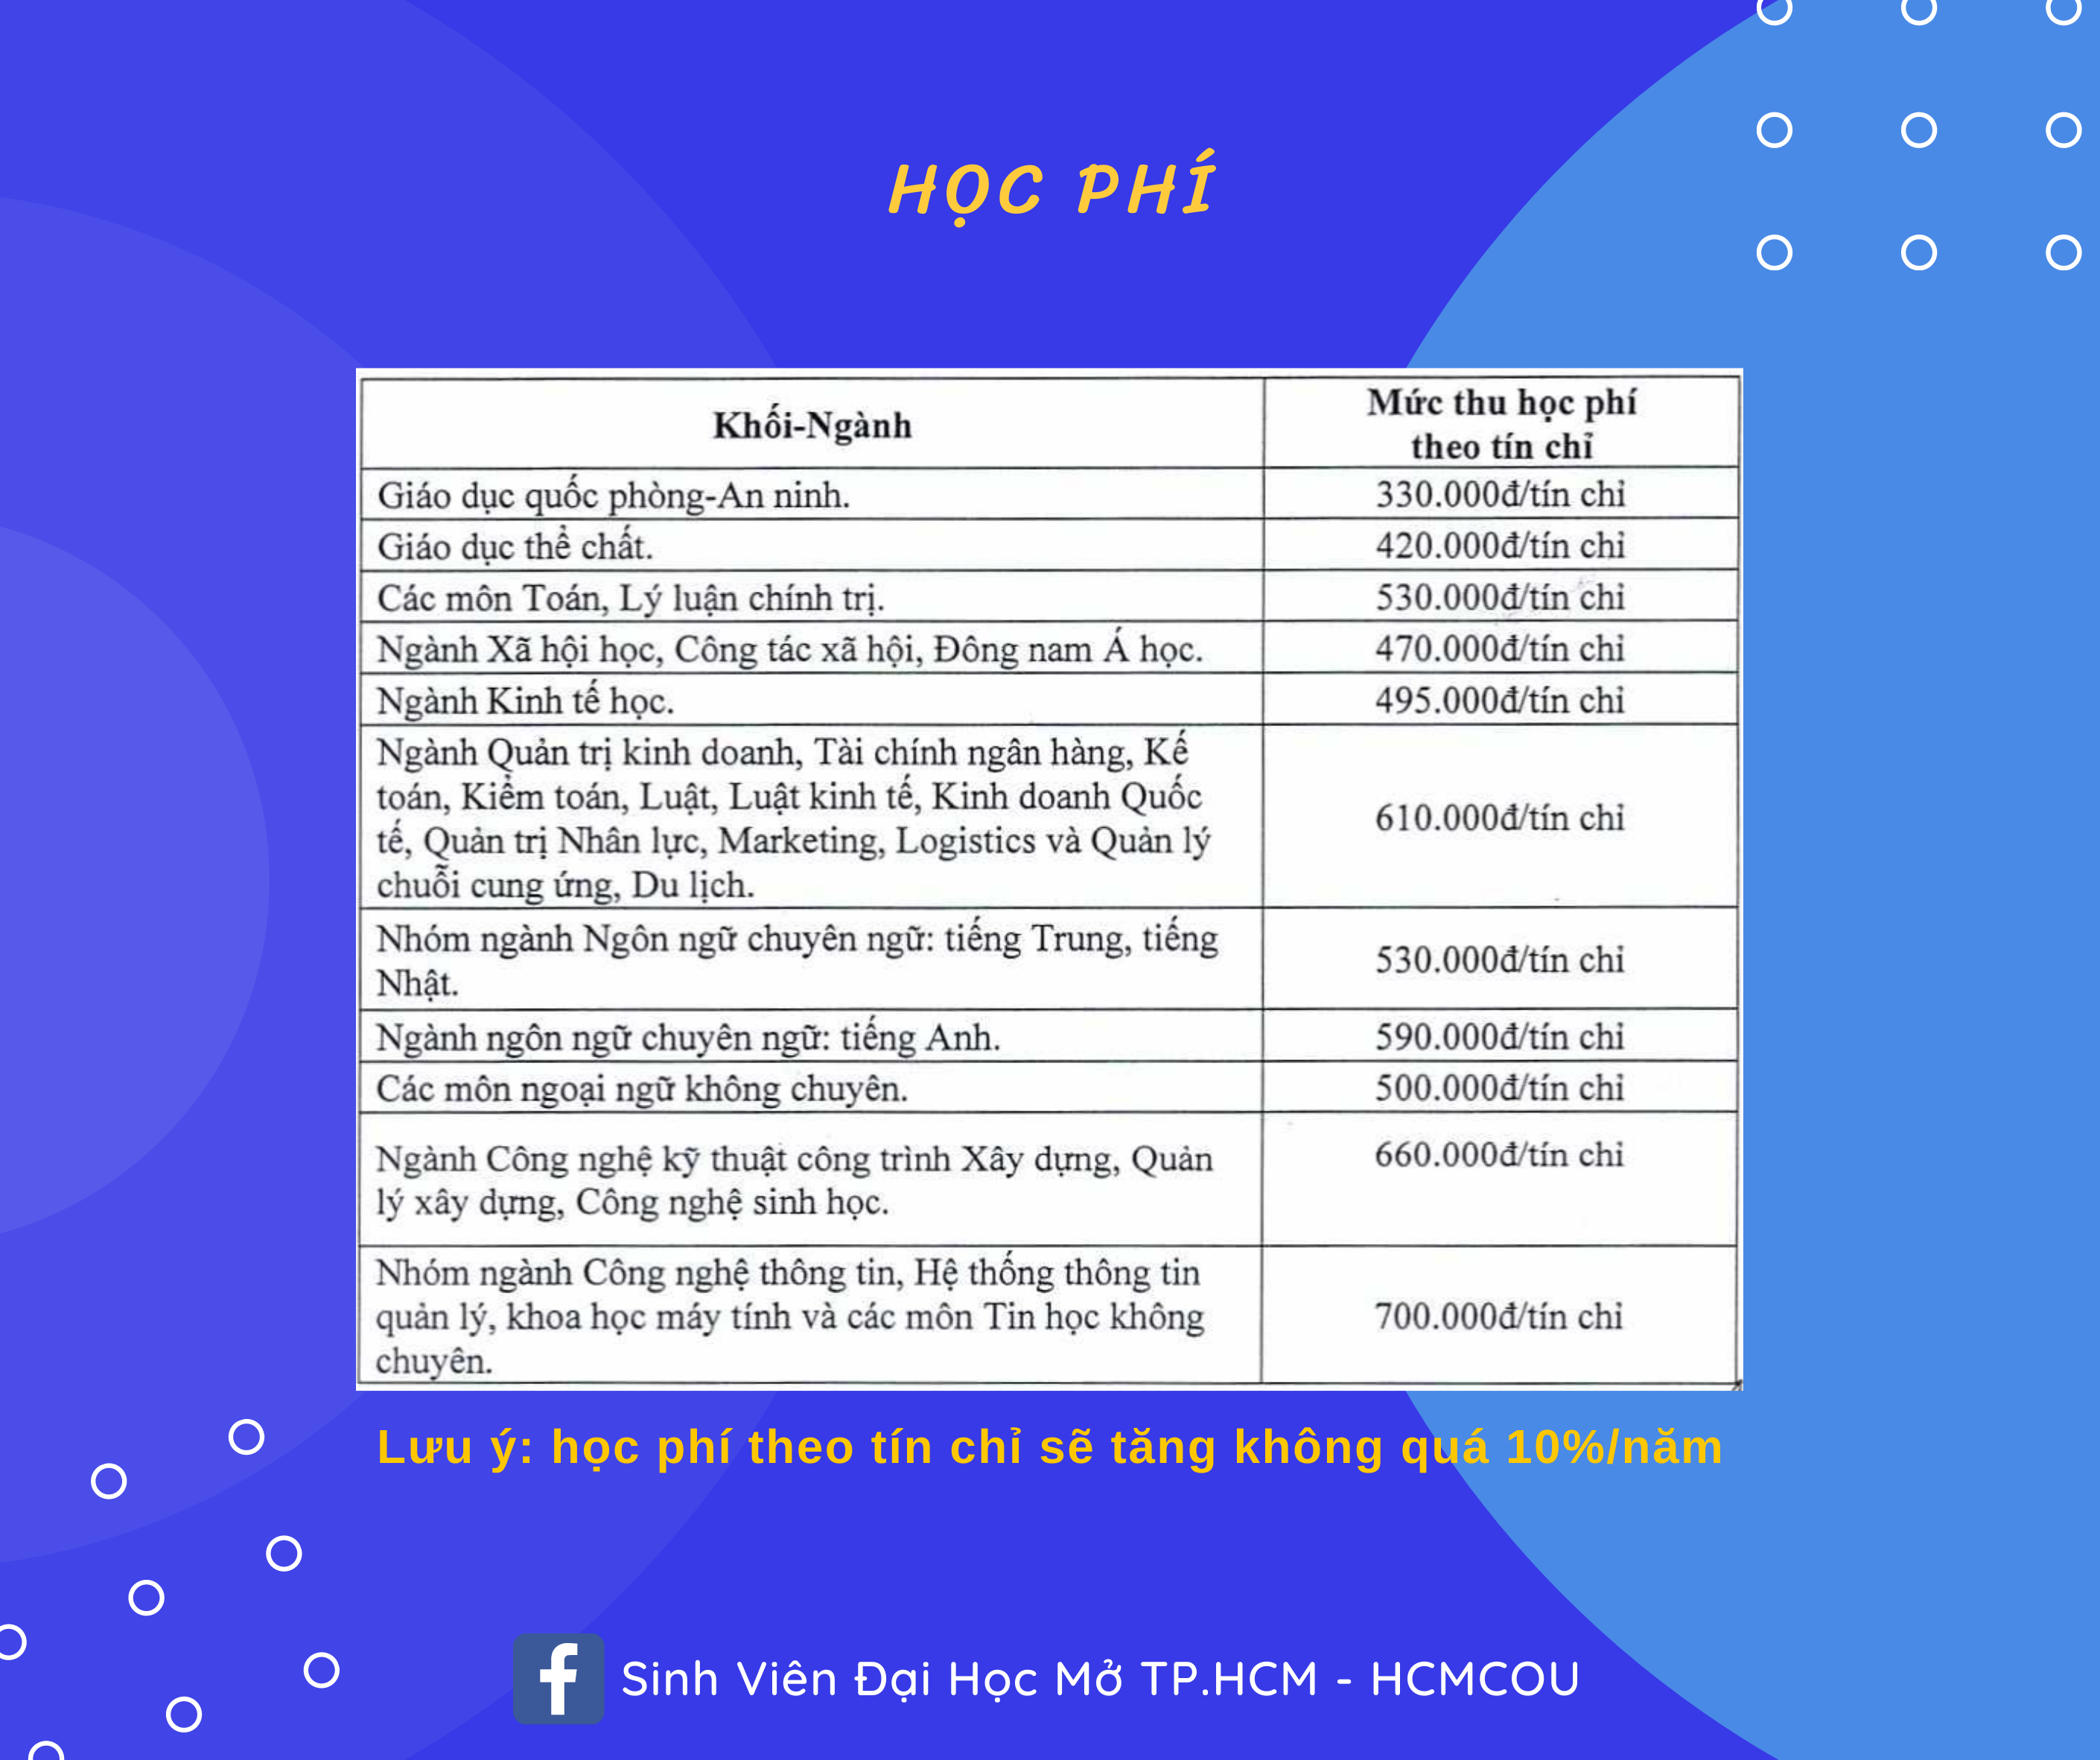 HỌC PHÍ
Khối-Ngành
Mức thu học phí
theo tín chỉ
Giáo dục quốc phòng-An ninh.
330.000đ/tín chỉ
Giáo dục thể chất.
420.000đ/tín chỉ
Các môn Toán, Lý luận chính trị.
530.000đ/tín chỉ
Ngành Xã hội học, Công tác xã hội, Đông nam Á học.
470.000đ/tín chỉ
Ngành Kinh tế học.
495.000đ/tín chỉ
Ngành Quản trị kinh doanh, Tài chính ngân hàng, Kế
toán, Kiểm toán, Luật, Luật kinh tế, Kinh doanh Quốc
tế, Quản trị Nhân lực, Marketing, Logistics và Quản lý
chuỗi cung ứng, Du lịch.
610.000đ/tín chỉ
Nhóm ngành Ngôn ngữ chuyên ngữ: tiếng Trung, tiếng
Nhật.
530.000đ/tín chỉ
Ngành ngôn ngữ chuyên ngữ: tiếng Anh.
590.000đ/tín chỉ
Các môn ngoại ngữ không chuyên.
500.000đ/tín chỉ
Ngành Công nghệ kỹ thuật công trình Xây dựng, Quản
lý xây dựng, Công nghệ sinh học.
660.000đ/tín chỉ
Nhóm ngành Công nghệ thông tin, Hệ thống thông tin
quản lý, khoa học máy tính và các môn Tin học không
chuyên.
700.000đ/tín chỉ
Lưu ý: học phí theo tín chỉ sẽ tăng không quá 10%/năm
Sinh Viên Đại Học Mở TP.HCM - HCMCOU